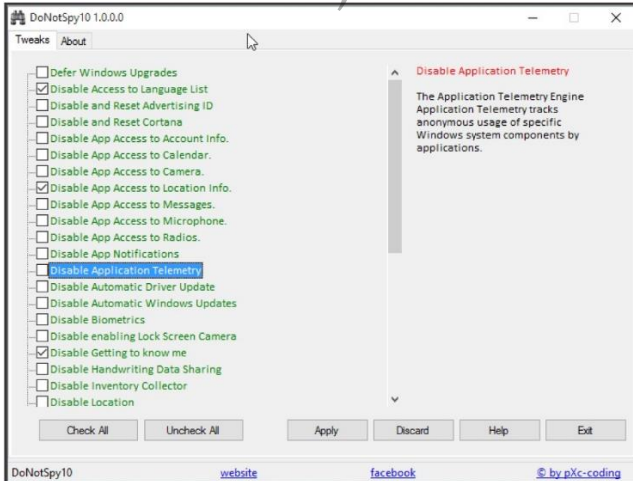 DoNotSpy10 1.0.0.0
Tweaks About
Defer Windows Upgrades
Disable Access to Language List
Disable and Reset Advertising ID
Disable and Reset Cortana
Disable App Access to Account Info.
Disable App Access to Calendar.
Disable App Access to Camera.
Disable App Access to Location Info.
Disable App Access to Messages.
Disable App Access to Microphone.
Disable App Access to Radios.
Disable App Notifications
Disable Application Telemetry
Disable Automatic Driver Update
Disable Automatic Windows Updates
Disable Biometrics
Disable enabling Lock Screen Camera
Disable Getting to know me
Disable Handwriting Data Sharing
Disable Inventory Collector
Disable Location
Disable Application Telemetry
The Application Telemetry Engine
Application Telemetry tracks
anonymous usage of specific
Windows system components by
applications.
Check All Uncheck All Apply Discard Help Exit
DoNotSpy10 website facebook © by pXc-coding